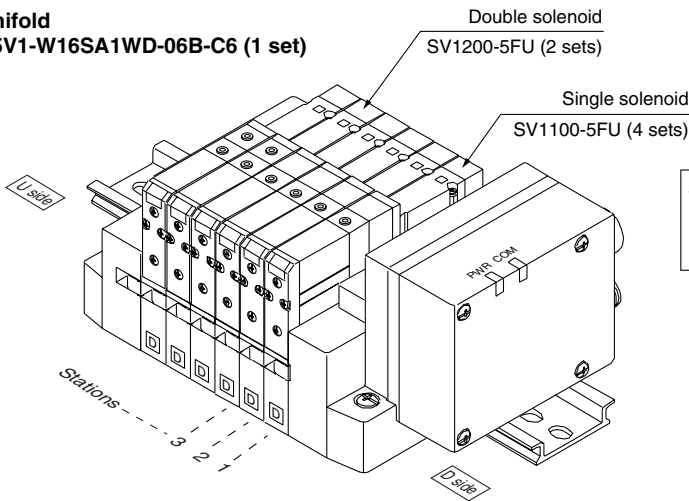 nifold
5V1-W16SA1WD-06B-C6 (1 set)
Double solenoid
SV1200-5FU (2 sets)
Single solenoid
SV1100-5FU (4 sets)
U side
PWR COM
D D D D D D
Stations
3
2
1
D side